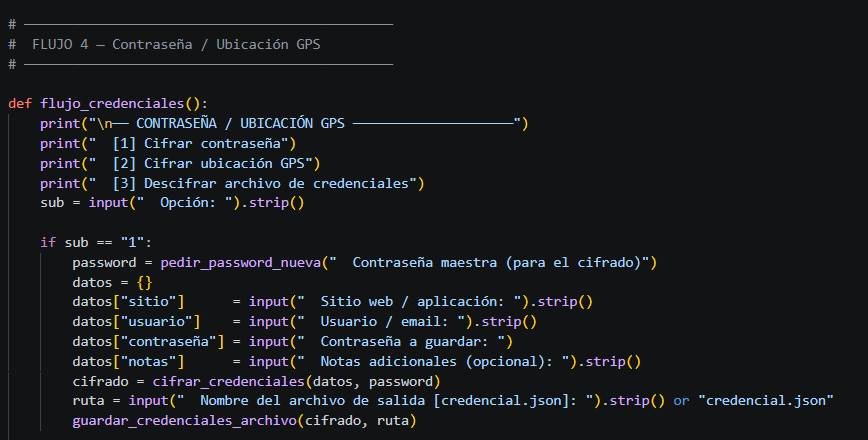 # ─────────────────────────────────────────────
#  FLUJO 4 — Contraseña / Ubicación GPS
# ─────────────────────────────────────────────
def flujo_credenciales():
    print("\n── CONTRASEÑA / UBICACIÓN GPS ────────────────────")
    print("  [1] Cifrar contraseña")
    print("  [2] Cifrar ubicación GPS")
    print("  [3] Descifrar archivo de credenciales")
    sub = input("  Opción: ").strip()
    if sub == "1":
        password = pedir_password_nueva("  Contraseña maestra (para el cifrado)")
        datos = {}
        datos["sitio"]      = input("  Sitio web / aplicación: ").strip()
        datos["usuario"]    = input("  Usuario / email: ").strip()
        datos["contraseña"] = input("  Contraseña a guardar: ")
        datos["notas"]      = input("  Notas adicionales (opcional): ").strip()
        cifrado = cifrar_credenciales(datos, password)
        ruta = input("  Nombre del archivo de salida [credencial.json]: ").strip() or "credencial.json"
        guardar_credenciales_archivo(cifrado, ruta)